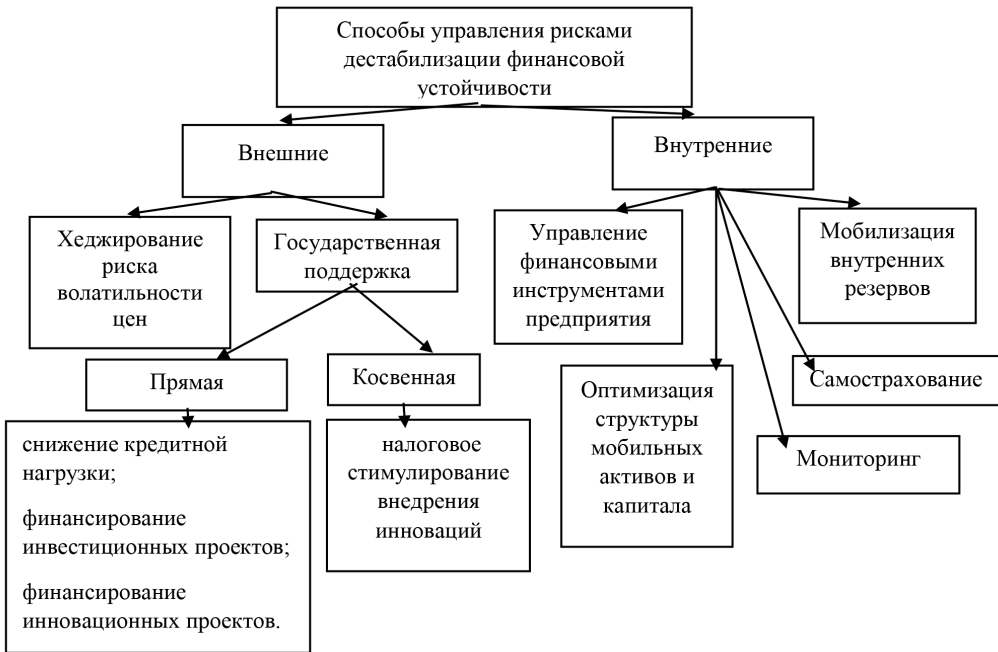 Способы управления рисками
дестабилизации финансовой
устойчивости
Внешние
Внутренние
Хеджирование
риска
волатильности
цен
Государственная
поддержка
Управление
финансовыми
инструментами
предприятия
Мобилизация
внутренних
резервов
Прямая
Косвенная
Оптимизация
структуры
мобильных
активов и
капитала
Самострахование
Мониторинг
снижение кредитной
нагрузки;
финансирование
инвестиционных проектов;
финансирование
инновационных проектов.
налоговое
стимулирование
внедрения
инноваций